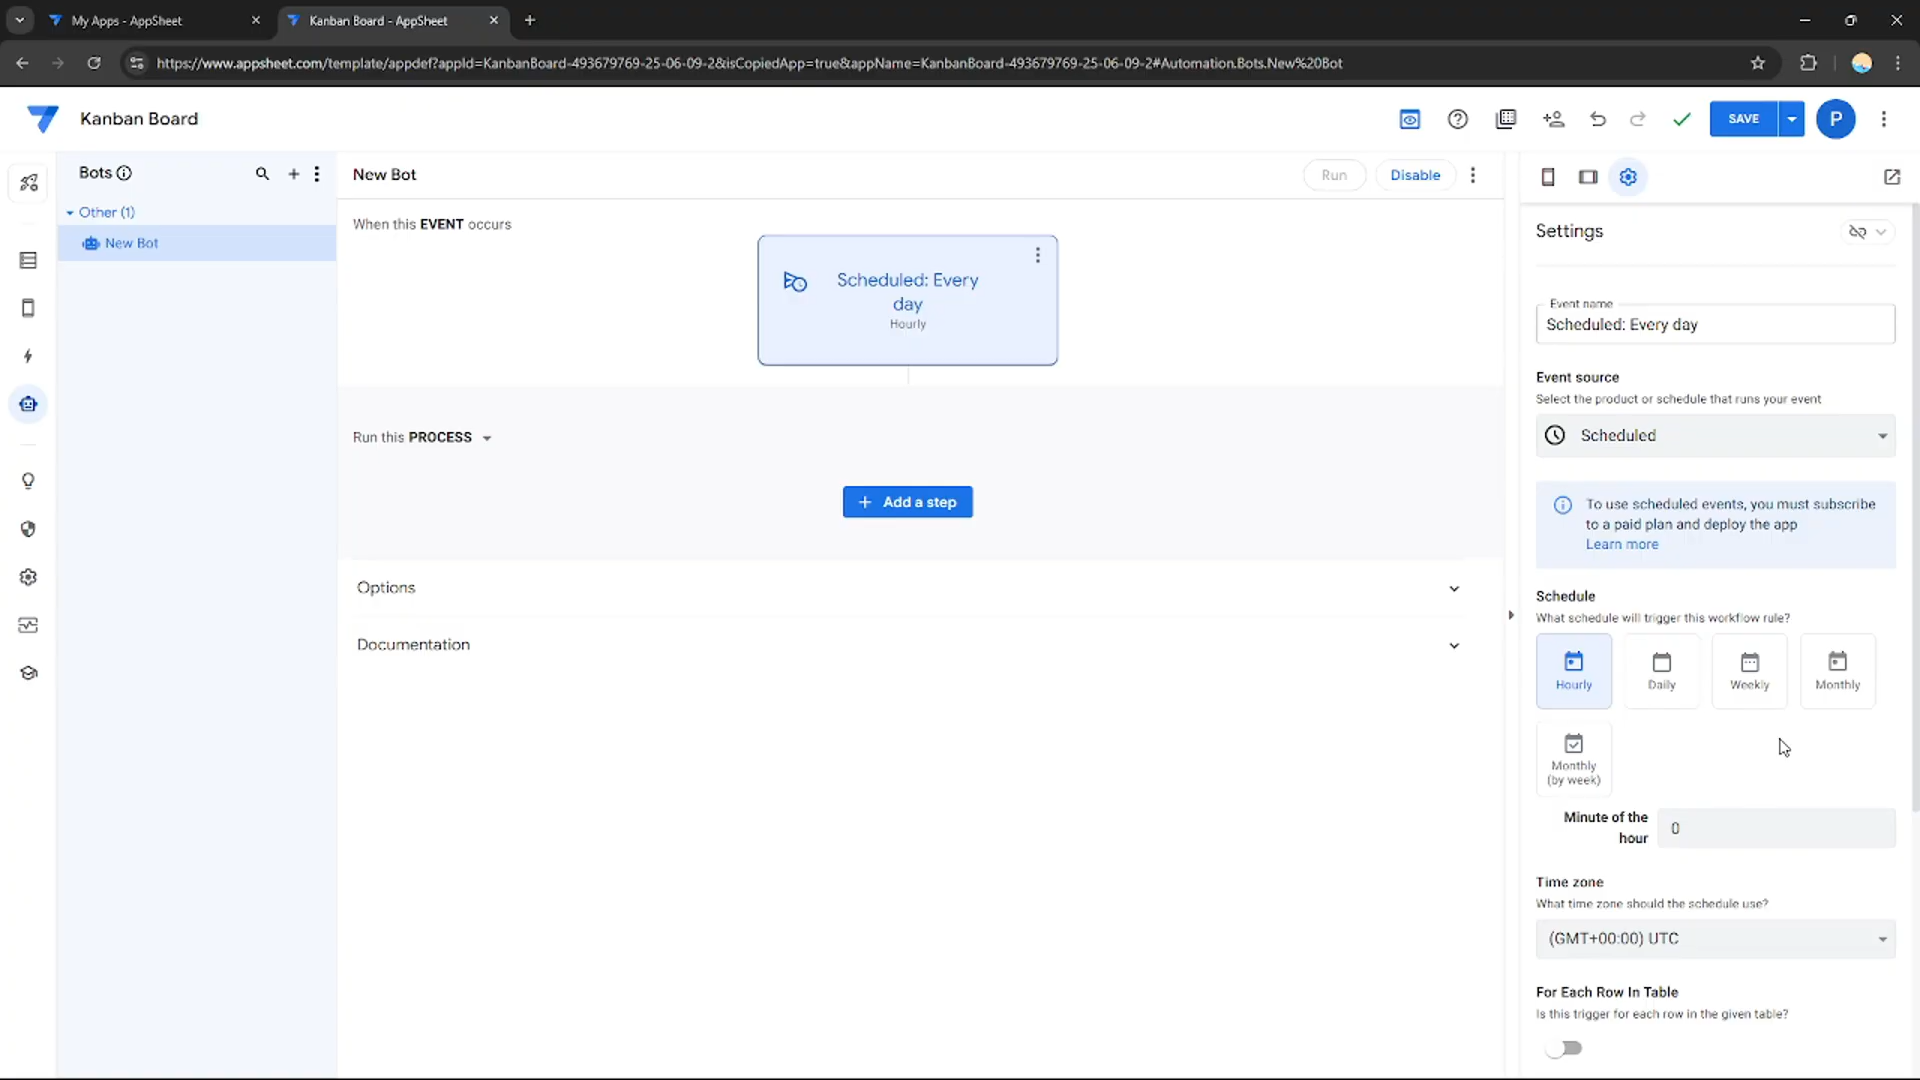 My Apps - AppSheet
Kanban Board - AppSheet
https://www.appsheet.com/template/appdef?appId=KanbanBoard-493679769-25-06-09-2&isCopiedApp=true&appName=KanbanBoard-493679769-25-06-09-2#Automation.Bots.New%20Bot
Kanban Board
SAVE
P
Bots
Other (1)
New Bot
New Bot
Run
Disable
When this EVENT occurs
Scheduled: Every
day
Hourly
Run this PROCESS
+ Add a step
Options
Documentation
Settings
Event name
Scheduled: Every day
Event source
Select the product or schedule that runs your event
Scheduled
To use scheduled events, you must subscribe
to a paid plan and deploy the app
Learn more
Schedule
What schedule will trigger this workflow rule?
Hourly
Daily
Weekly
Monthly
Monthly
(by week)
Minute of the
hour
0
Time zone
What time zone should the schedule use?
(GMT+00:00) UTC
For Each Row In Table
Is this trigger for each row in the given table?